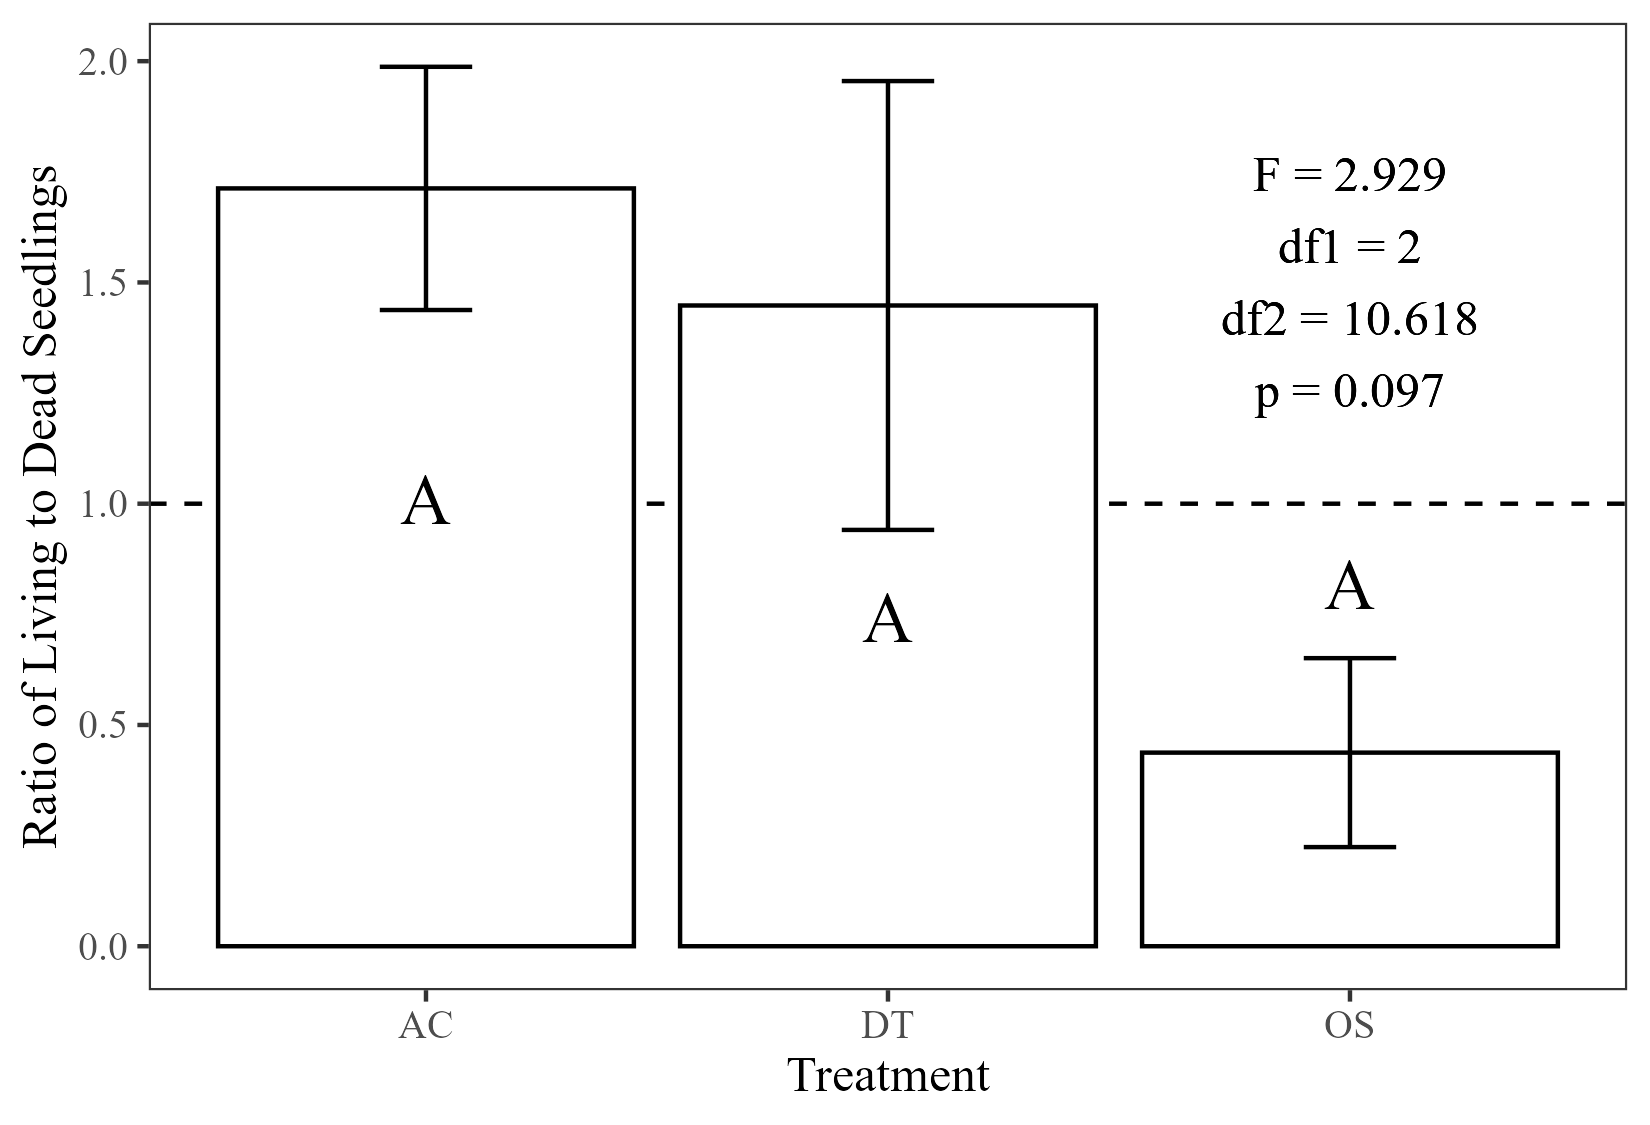 Ratio of Living to Dead Seedlings
2.0
1.5
1.0
0.5
0.0
F = 2.929
df1 = 2
df2 = 10.618
p = 0.097
A
A
A
AC DT OS
Treatment